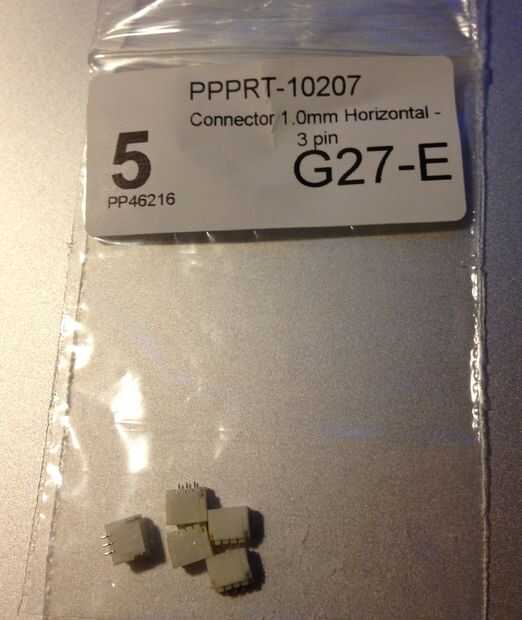 PPPRT-10207
Connector 1.0mm Horizontal -
3 pin
5
G27-E
PP46216